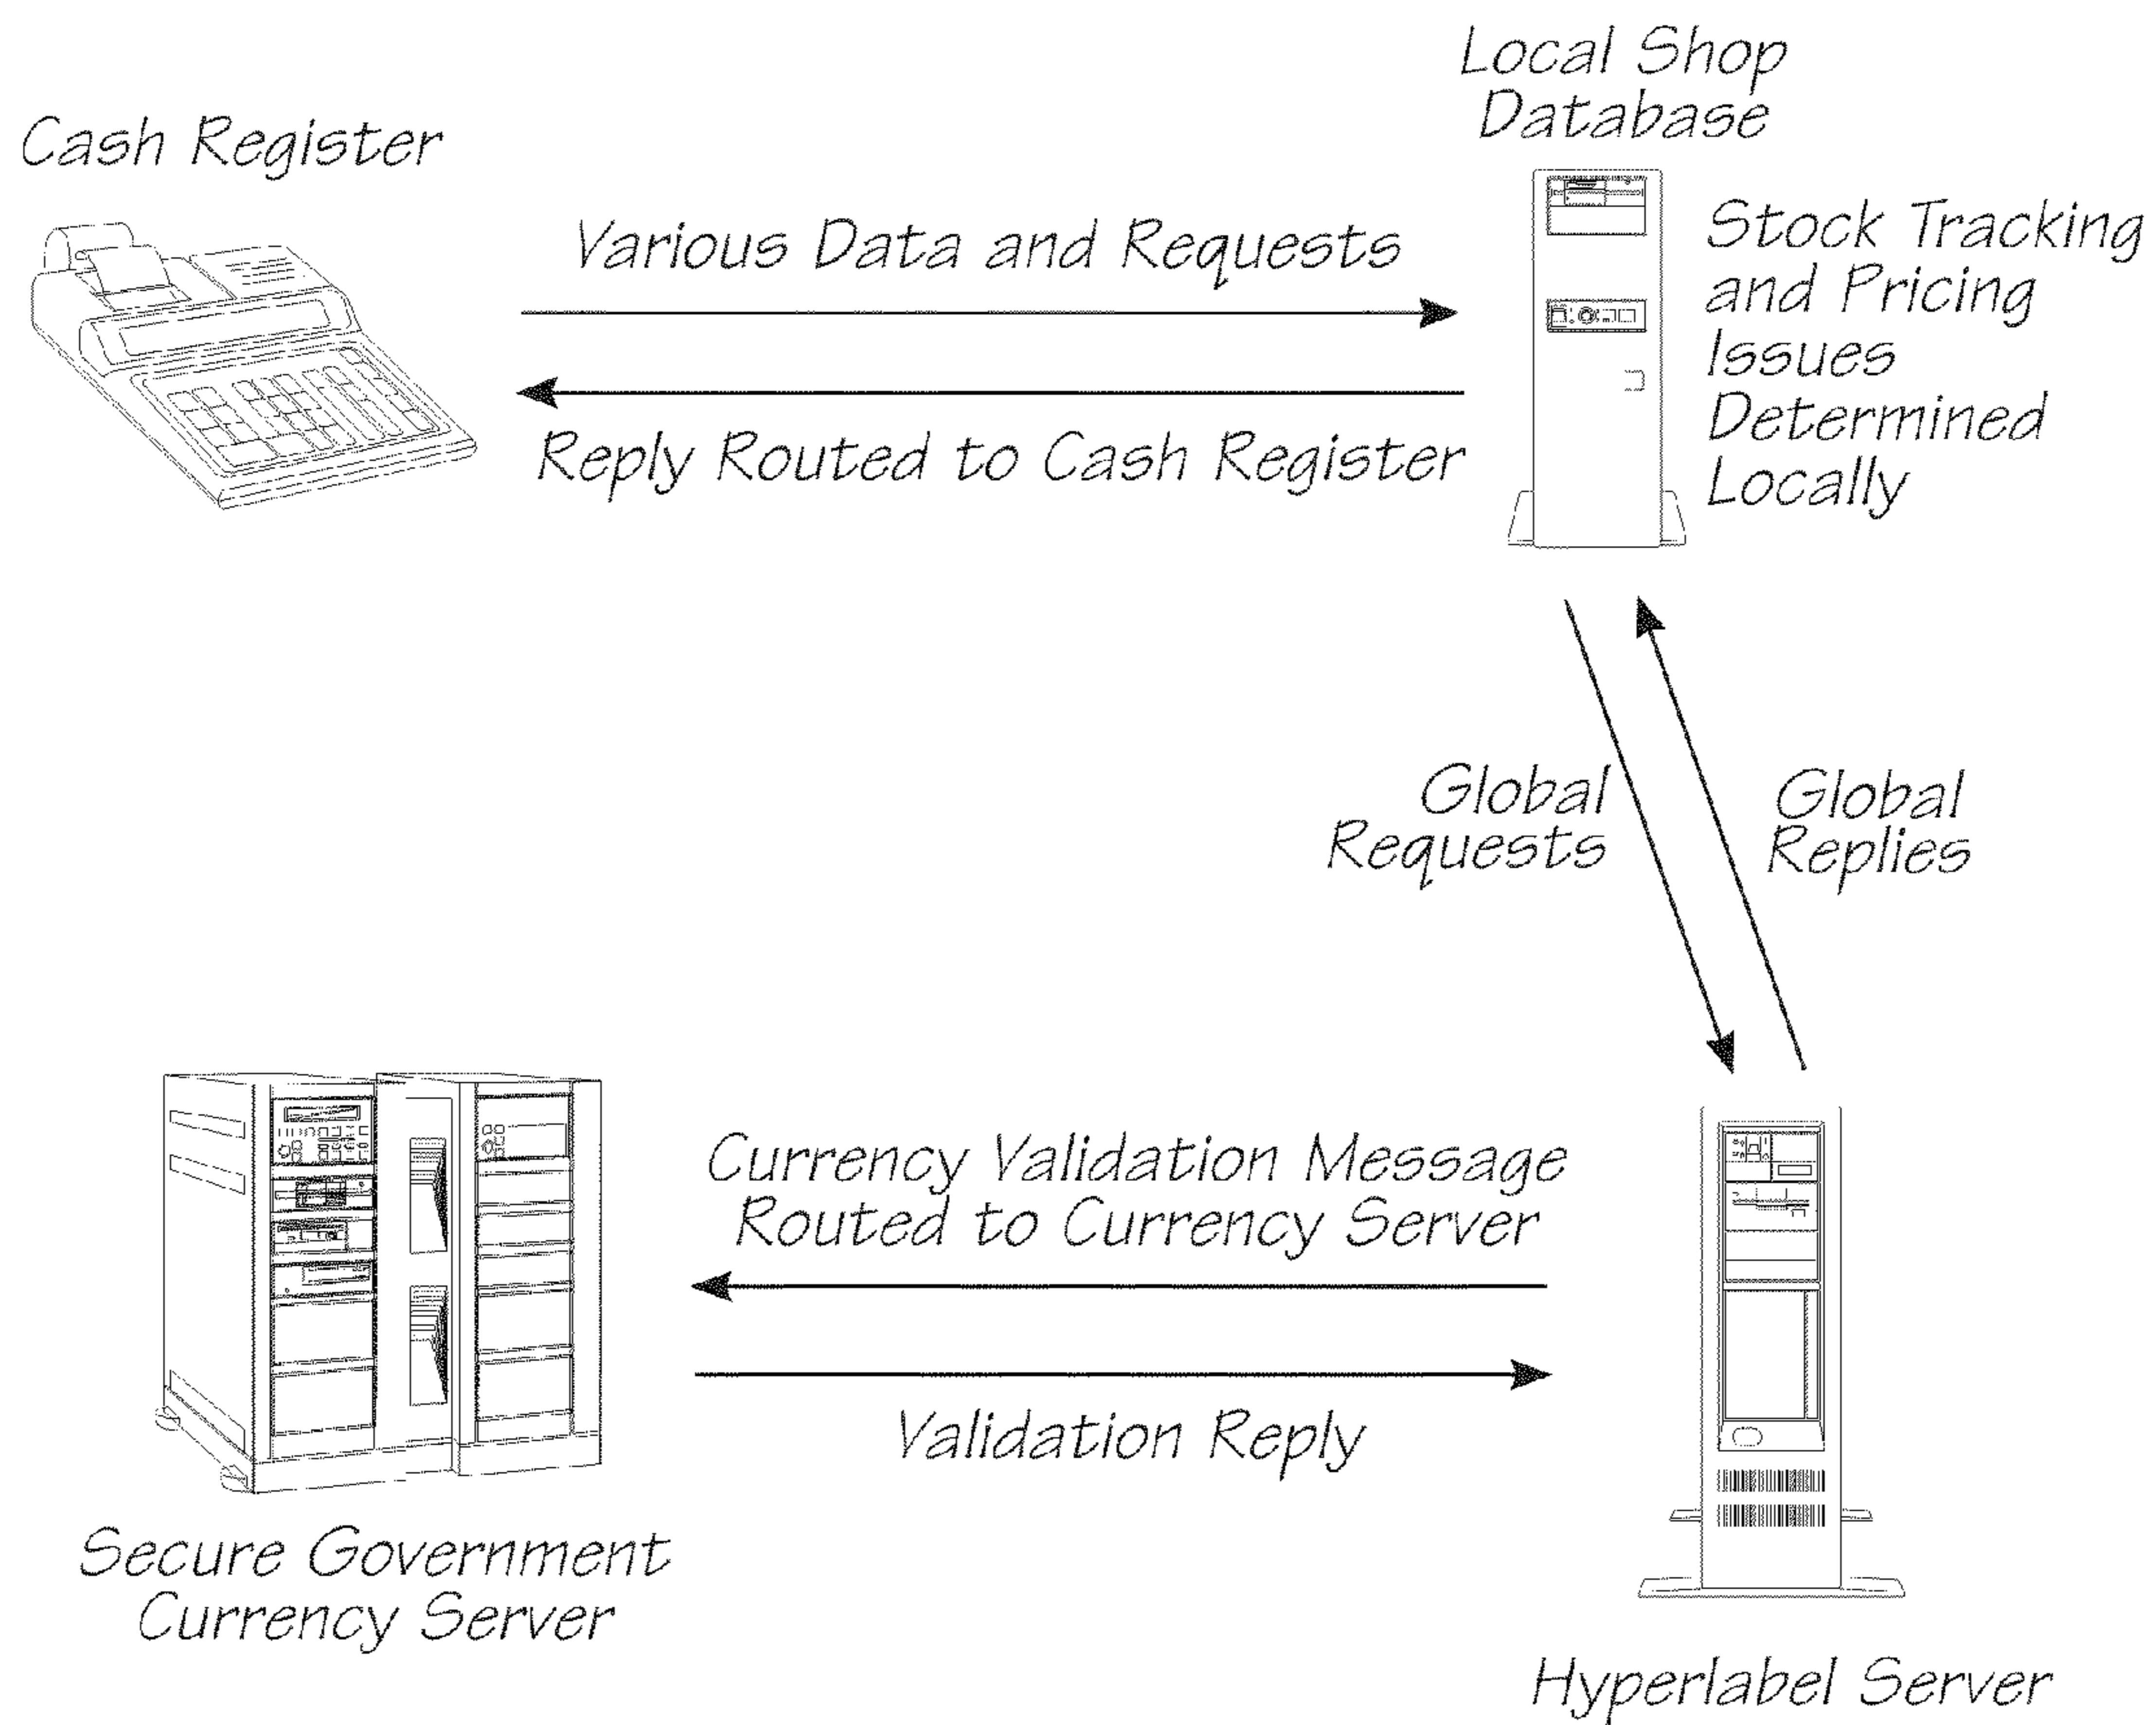 Local Shop
Database
Cash Register
Various Data and Requests
Stock Tracking
and Pricing
Issues
Determined
Locally
Reply Routed to Cash Register
Global
Requests
Global
Replies
Currency Validation Message
Routed to Currency Server
Validation Reply
Secure Government
Currency Server
Hyperlabel Server